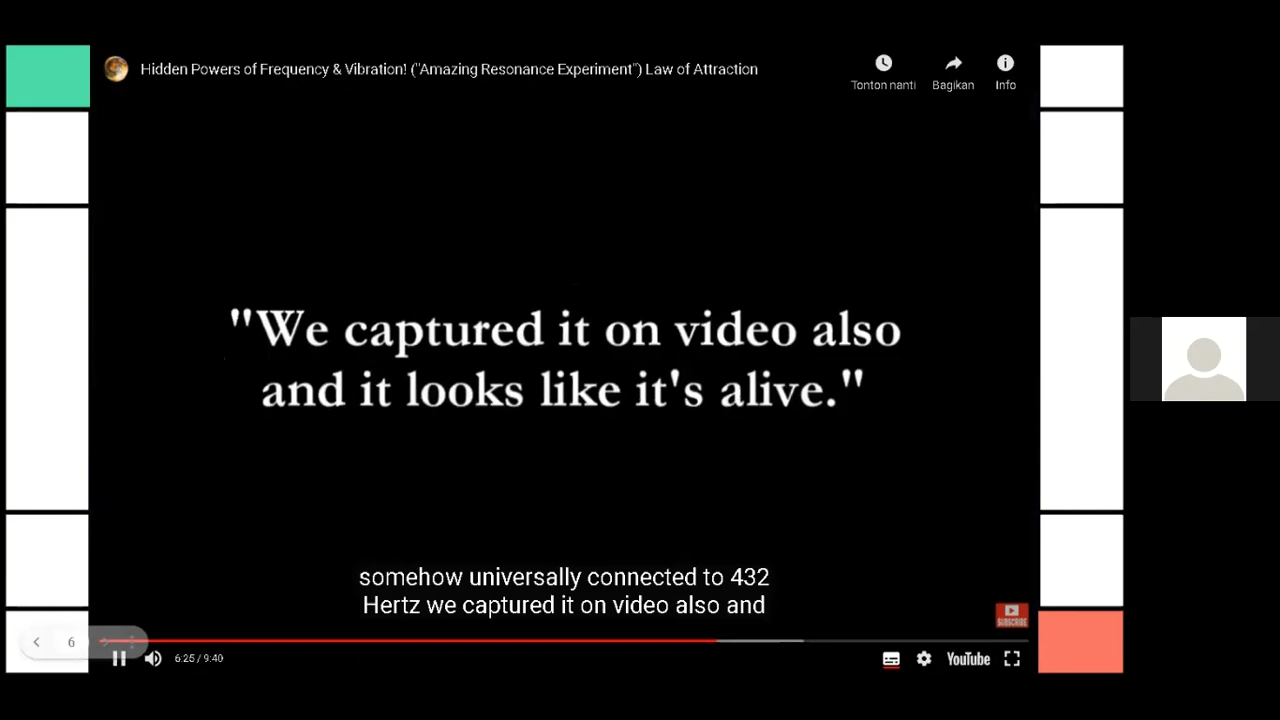 Hidden Powers of Frequency & Vibration! ("Amazing Resonance Experiment") Law of Attraction
Tonton nanti
Bagikan
Info
"We captured it on video also
and it looks like it's alive."
somehow universally connected to 432
Hertz we captured it on video also and
SUBSCRIBE
6
6:25 / 9:40
YouTube